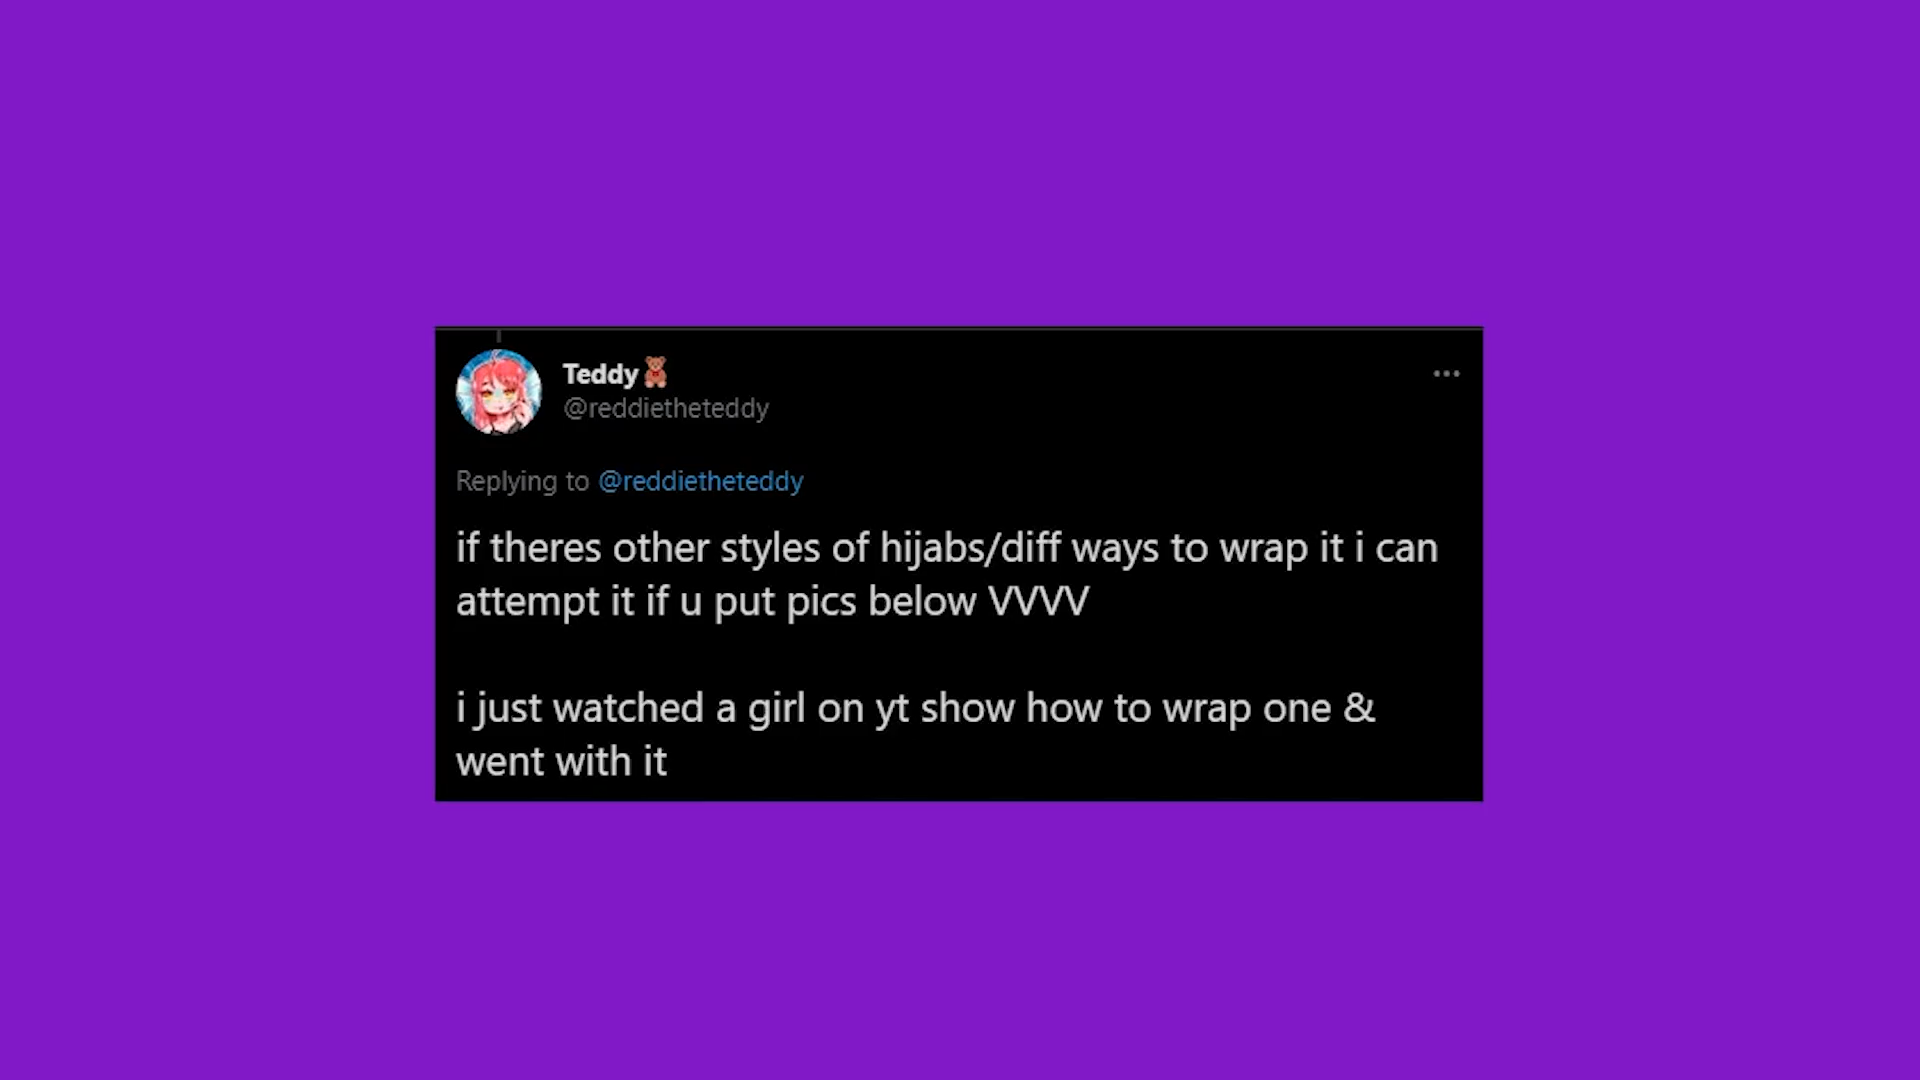 Teddy🧸
@reddietheteddy
Replying to @reddietheteddy
if theres other styles of hijabs/diff ways to wrap it i can
attempt it if u put pics below VVVV
i just watched a girl on yt show how to wrap one &
went with it